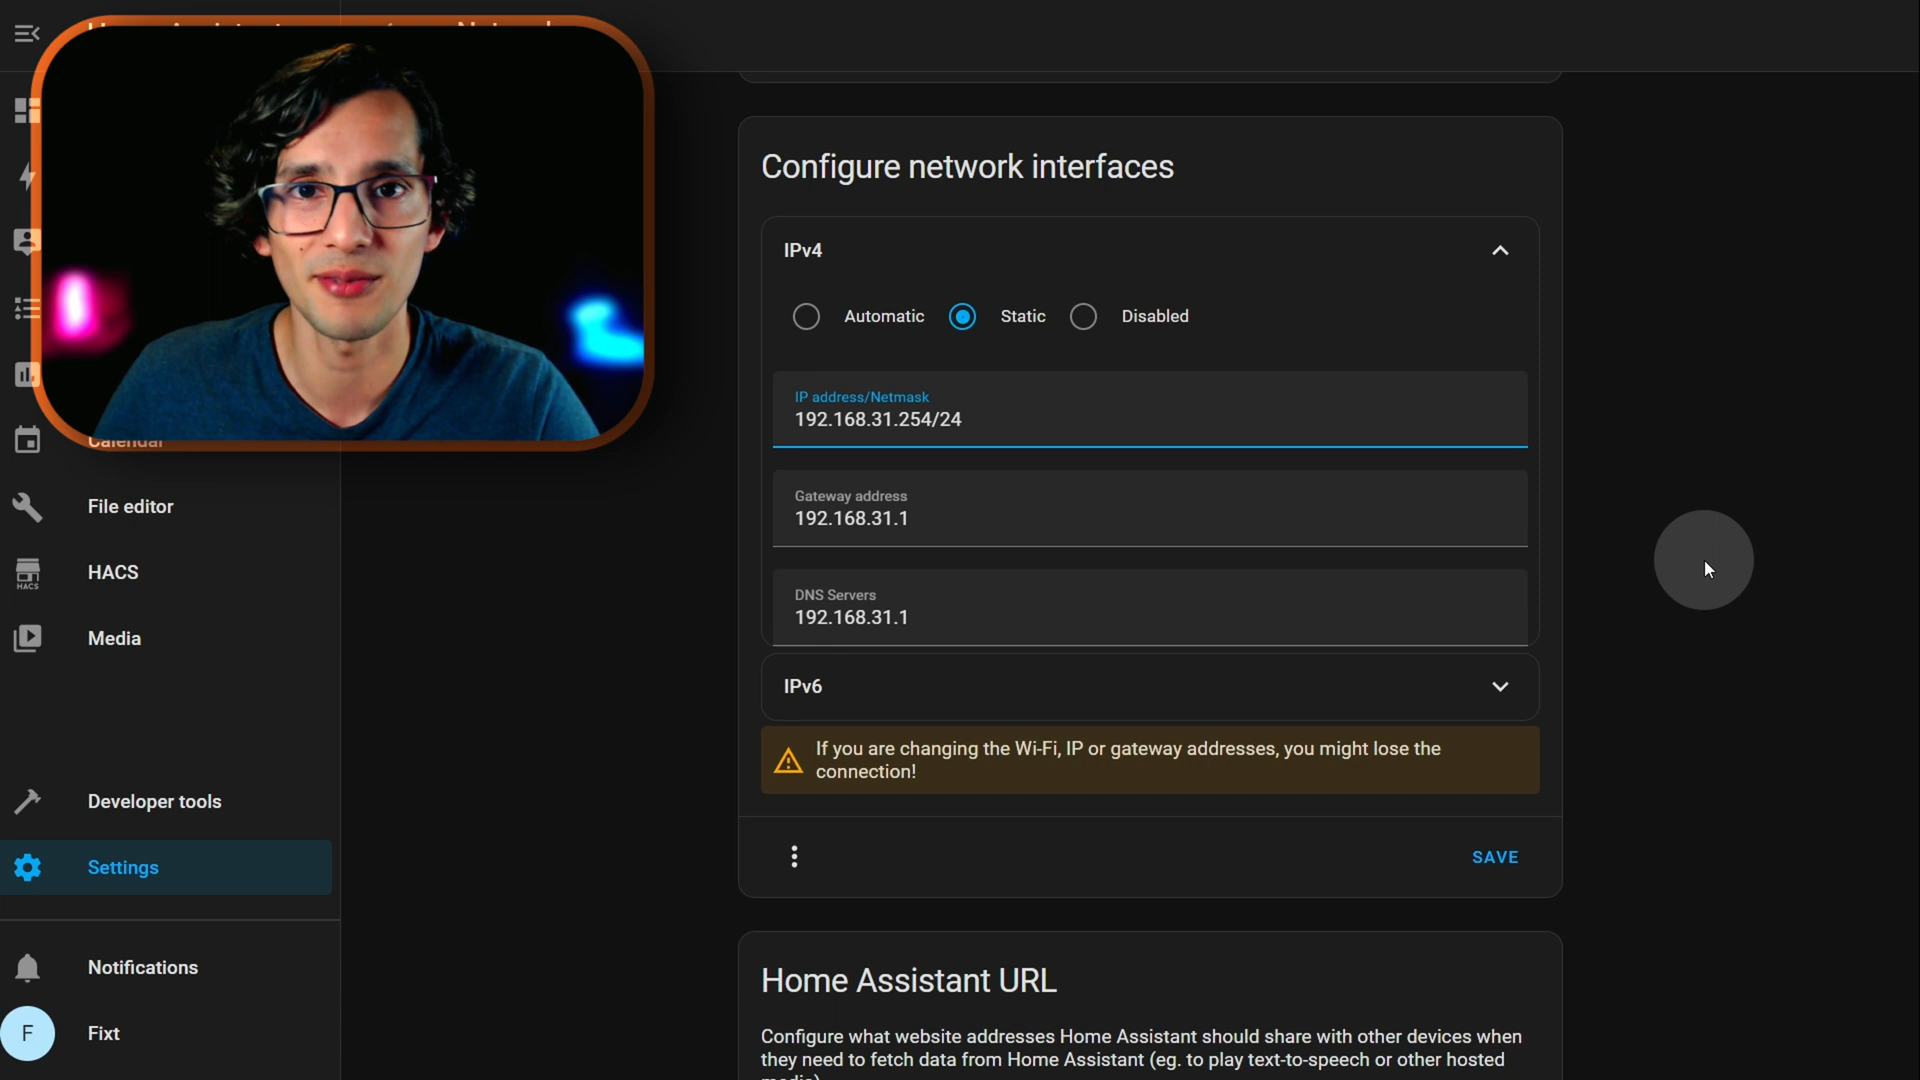 Configure network interfaces
IPv4
Automatic
Static
Disabled
IP address/Netmask
192.168.31.254/24
Gateway address
192.168.31.1
DNS Servers
192.168.31.1
IPv6
If you are changing the Wi-Fi, IP or gateway addresses, you might lose the
connection!
SAVE
Home Assistant URL
Configure what website addresses Home Assistant should share with other devices when
they need to fetch data from Home Assistant (eg. to play text-to-speech or other hosted
media)
Calendar
File editor
HACS
HACS
Media
Developer tools
Settings
Notifications
F
Fixt